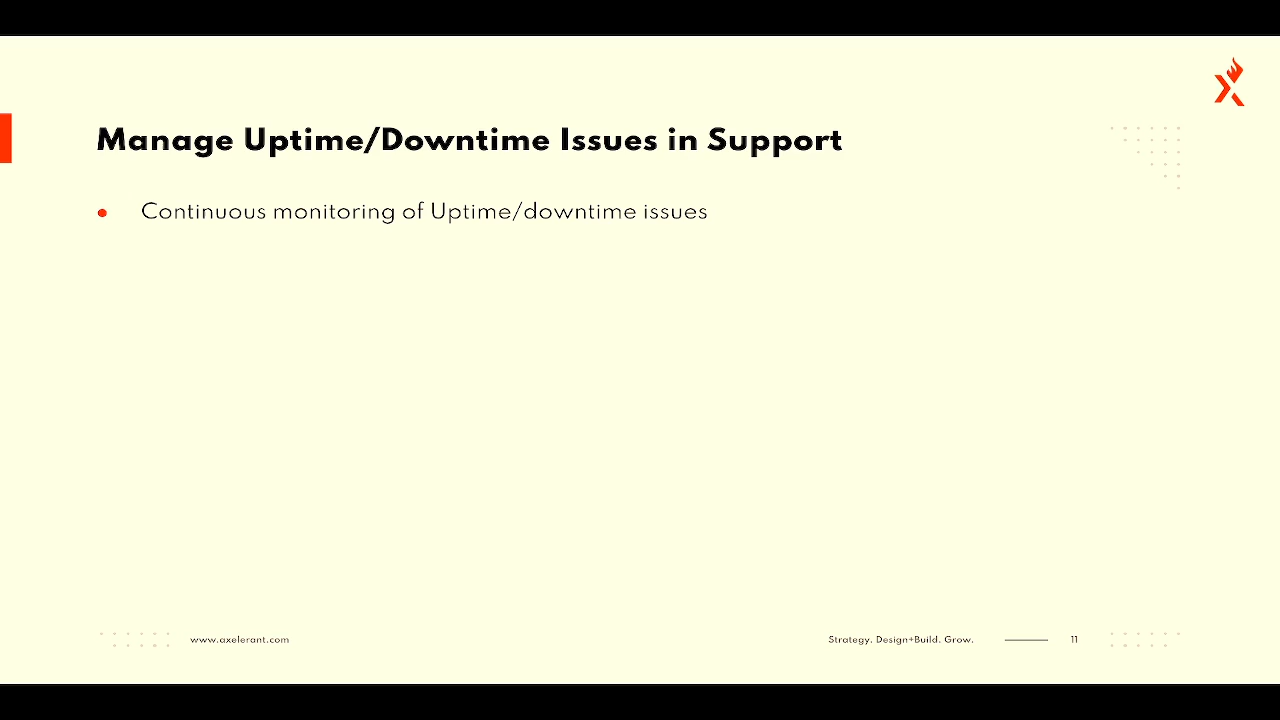 Manage Uptime/Downtime Issues in Support
Continuous monitoring of Uptime/downtime issues
www.axelerant.com
Strategy. Design+Build. Grow.
11